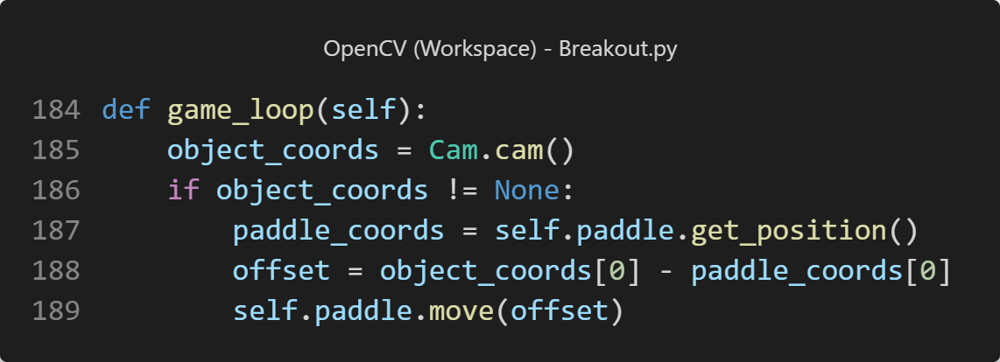 OpenCV (Workspace) - Breakout.py
184 def game_loop(self):
185     object_coords = Cam.cam()
186     if object_coords != None:
187         paddle_coords = self.paddle.get_position()
188         offset = object_coords[0] - paddle_coords[0]
189         self.paddle.move(offset)